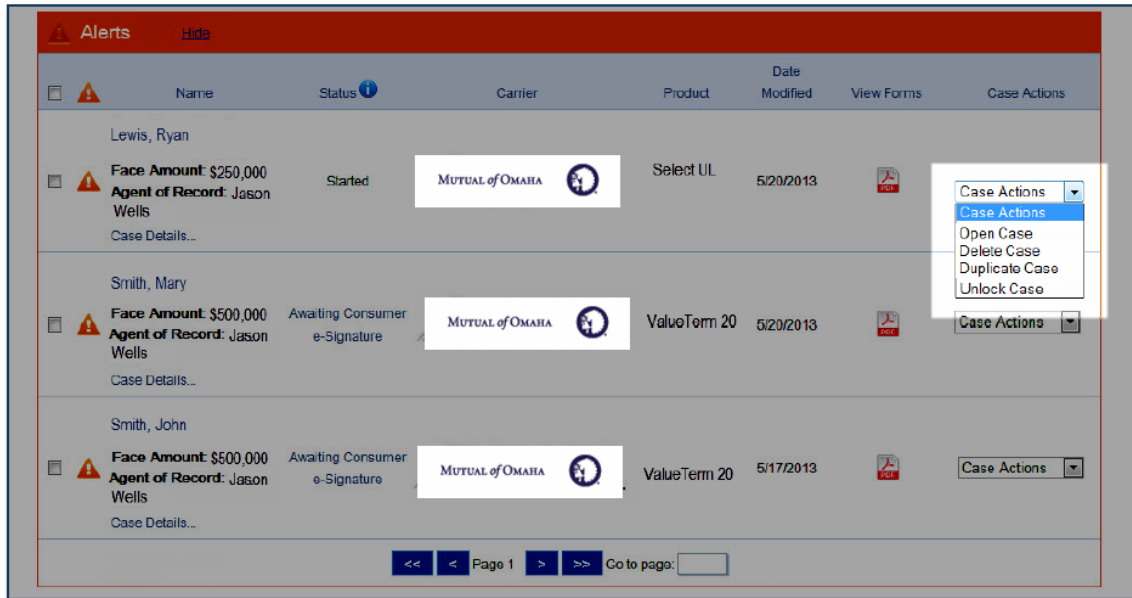 Alerts Hide
Name Status Carrier Product Date Modified View Forms Case Actions
Lewis, Ryan
Face Amount: $250,000
Agent of Record: Jason
Wells
Case Details...
Started
MUTUAL of OMAHA
Select UL
5/20/2013
PDF
Case Actions
Case Actions
Open Case
Delete Case
Duplicate Case
Unlock Case
Smith, Mary
Face Amount: $500,000
Agent of Record: Jason
Wells
Case Details...
Awaiting Consumer
e-Signature
MUTUAL of OMAHA
ValueTerm 20
5/20/2013
PDF
Case Actions
Smith, John
Face Amount: $500,000
Agent of Record: Jason
Wells
Case Details...
Awaiting Consumer
e-Signature
MUTUAL of OMAHA
ValueTerm 20
5/17/2013
PDF
Case Actions
<< < Page 1 > >> Go to page: